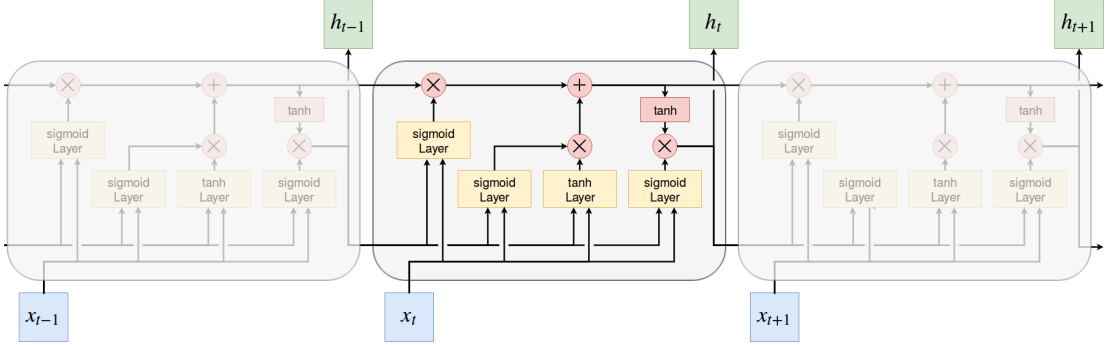 h_{t-1}
h_t
h_{t+1}
× + tanh ×
sigmoid
Layer
×
sigmoid
Layer
tanh
Layer
sigmoid
Layer
× + tanh ×
sigmoid
Layer
×
sigmoid
Layer
tanh
Layer
sigmoid
Layer
× + tanh ×
sigmoid
Layer
×
sigmoid
Layer
tanh
Layer
sigmoid
Layer
x_{t-1}
x_t
x_{t+1}